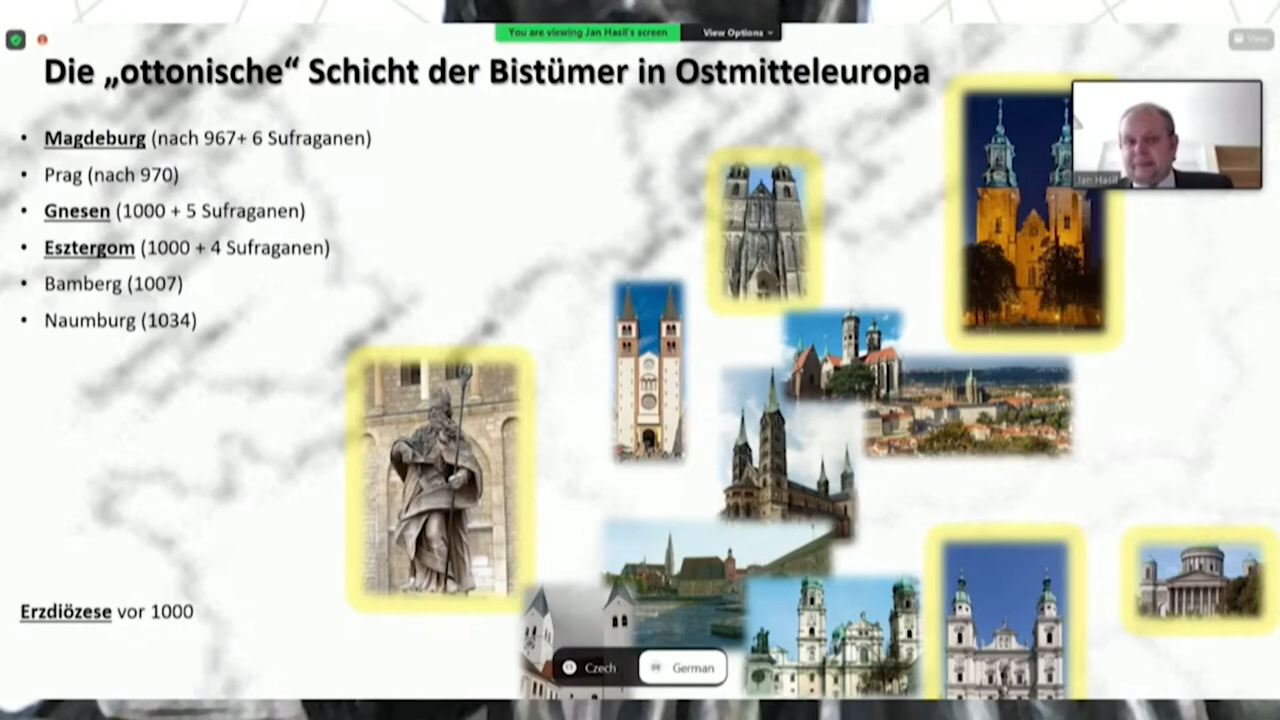 You are viewing Jan Hasil's screen
View Options
View
Die „ottonische“ Schicht der Bistümer in Ostmitteleuropa
• Magdeburg (nach 967+ 6 Sufraganen)
• Prag (nach 970)
• Gnesen (1000 + 5 Sufraganen)
• Esztergom (1000 + 4 Sufraganen)
• Bamberg (1007)
• Naumburg (1034)
Jan Hasil
Erzdiözese vor 1000
Czech
German